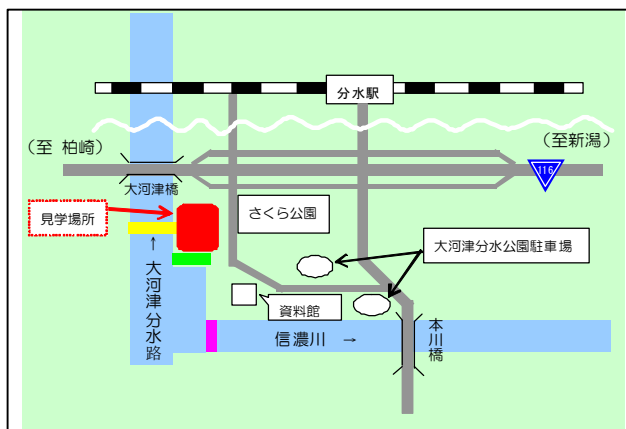 分水駅
（至 柏崎）
（至新潟）
116
大河津橋
見学場所
さくら公園
大河津分水公園駐車場
↑
大河津分水路
資料館
信濃川 →
本川橋